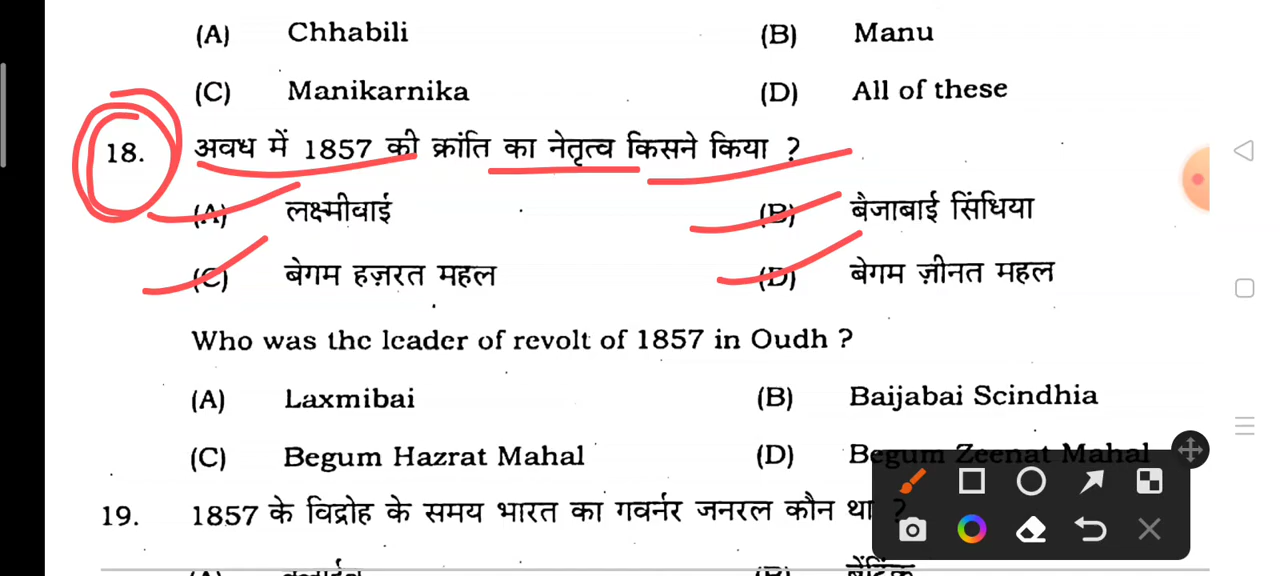 (A) Chhabili (B) Manu
(C) Manikarnika (D) All of these
18. अवध में 1857 की क्रांति का नेतृत्व किसने किया ?
(A) लक्ष्मीबाई (B) बैजाबाई सिंधिया
(C) बेगम हज़रत महल (D) बेगम ज़ीनत महल
Who was the leader of revolt of 1857 in Oudh ?
(A) Laxmibai (B) Baijabai Scindhia
(C) Begum Hazrat Mahal (D) Begum Zeenat Mahal
19. 1857 के विद्रोह के समय भारत का गवर्नर जनरल कौन था ?